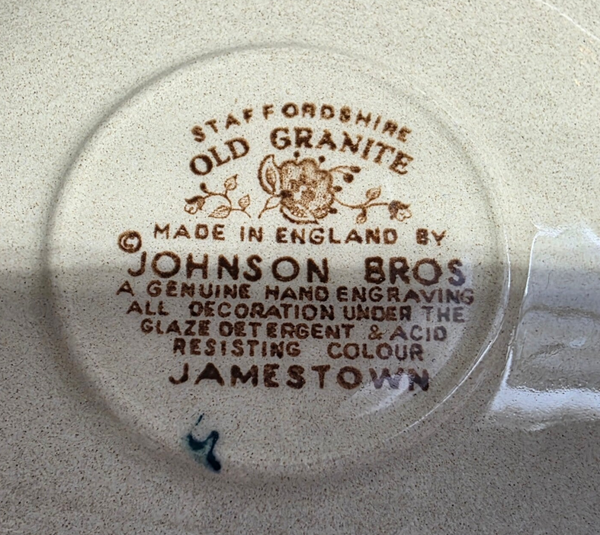 STAFFORDSHIRE
OLD GRANITE
MADE IN ENGLAND BY
© JOHNSON BROS
A GENUINE HAND ENGRAVING
ALL DECORATION UNDER THE
GLAZE DETERGENT & ACID
RESISTING COLOUR
JAMESTOWN